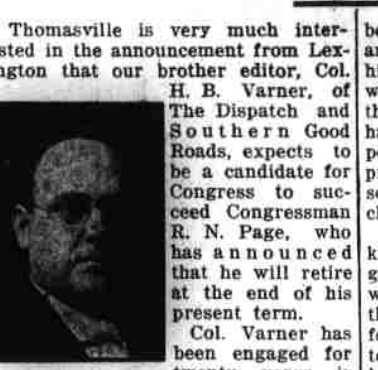 Thomasville is very much inter-
sted in the announcement from Lex-
ngton that our brother editor, Col.
H. B. Varner, of
The Dispatch and
Southern Good
Roads, expects to
be a candidate for
Congress to suc-
ceed Congressman
R. N. Page, who
has announced
that he will retire
at the end of his
present term.
Col. Varner has
been engaged for